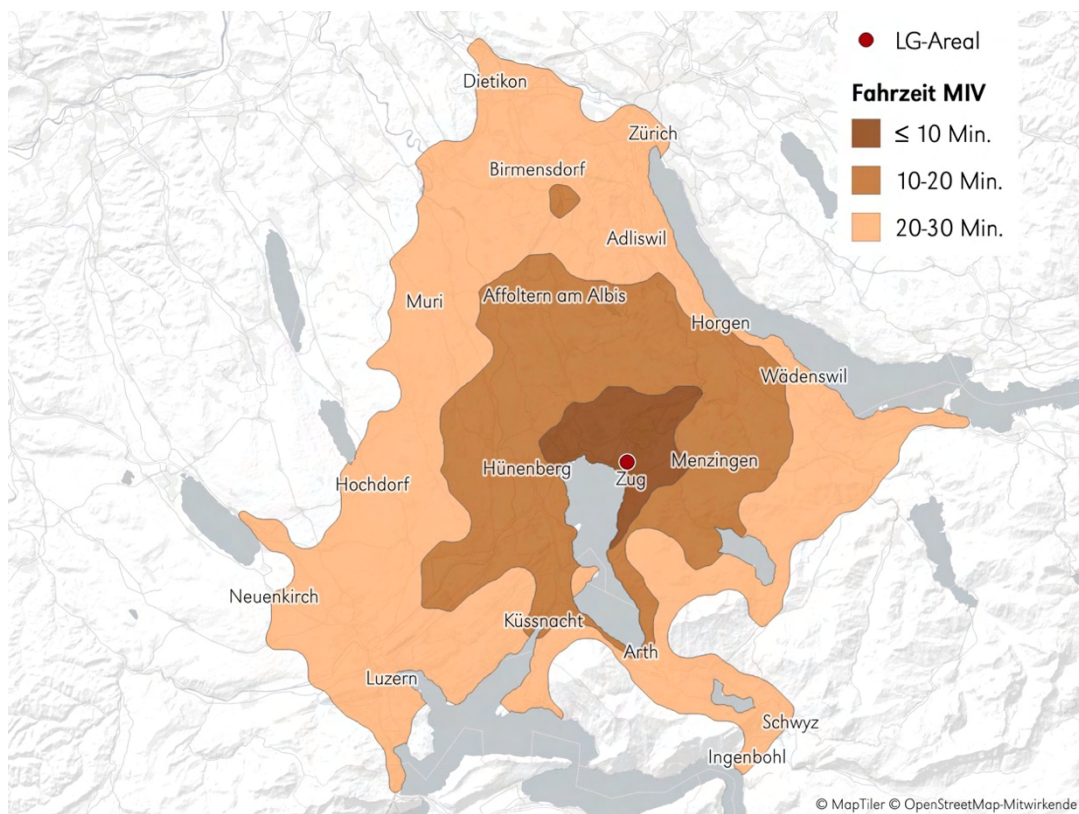 LG-Areal
Fahrzeit MIV
≤ 10 Min.
10-20 Min.
20-30 Min.
Dietikon
Zürich
Birmensdorf
Adliswil
Affoltern am Albis
Muri
Horgen
Wädenswil
Menzingen
Hünenberg
Zug
Hochdorf
Neuenkirch
Küssnacht
Arth
Luzern
Schwyz
Ingenbohl
© MapTiler © OpenStreetMap-Mitwirkende